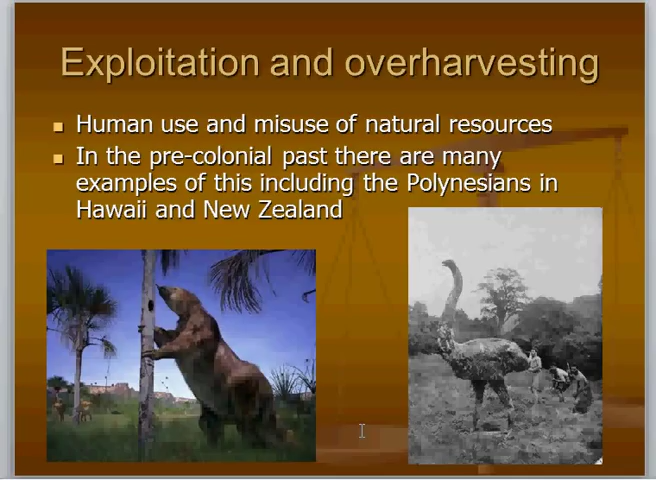 Exploitation and overharvesting
Human use and misuse of natural resources
In the pre-colonial past there are many
examples of this including the Polynesians in
Hawaii and New Zealand